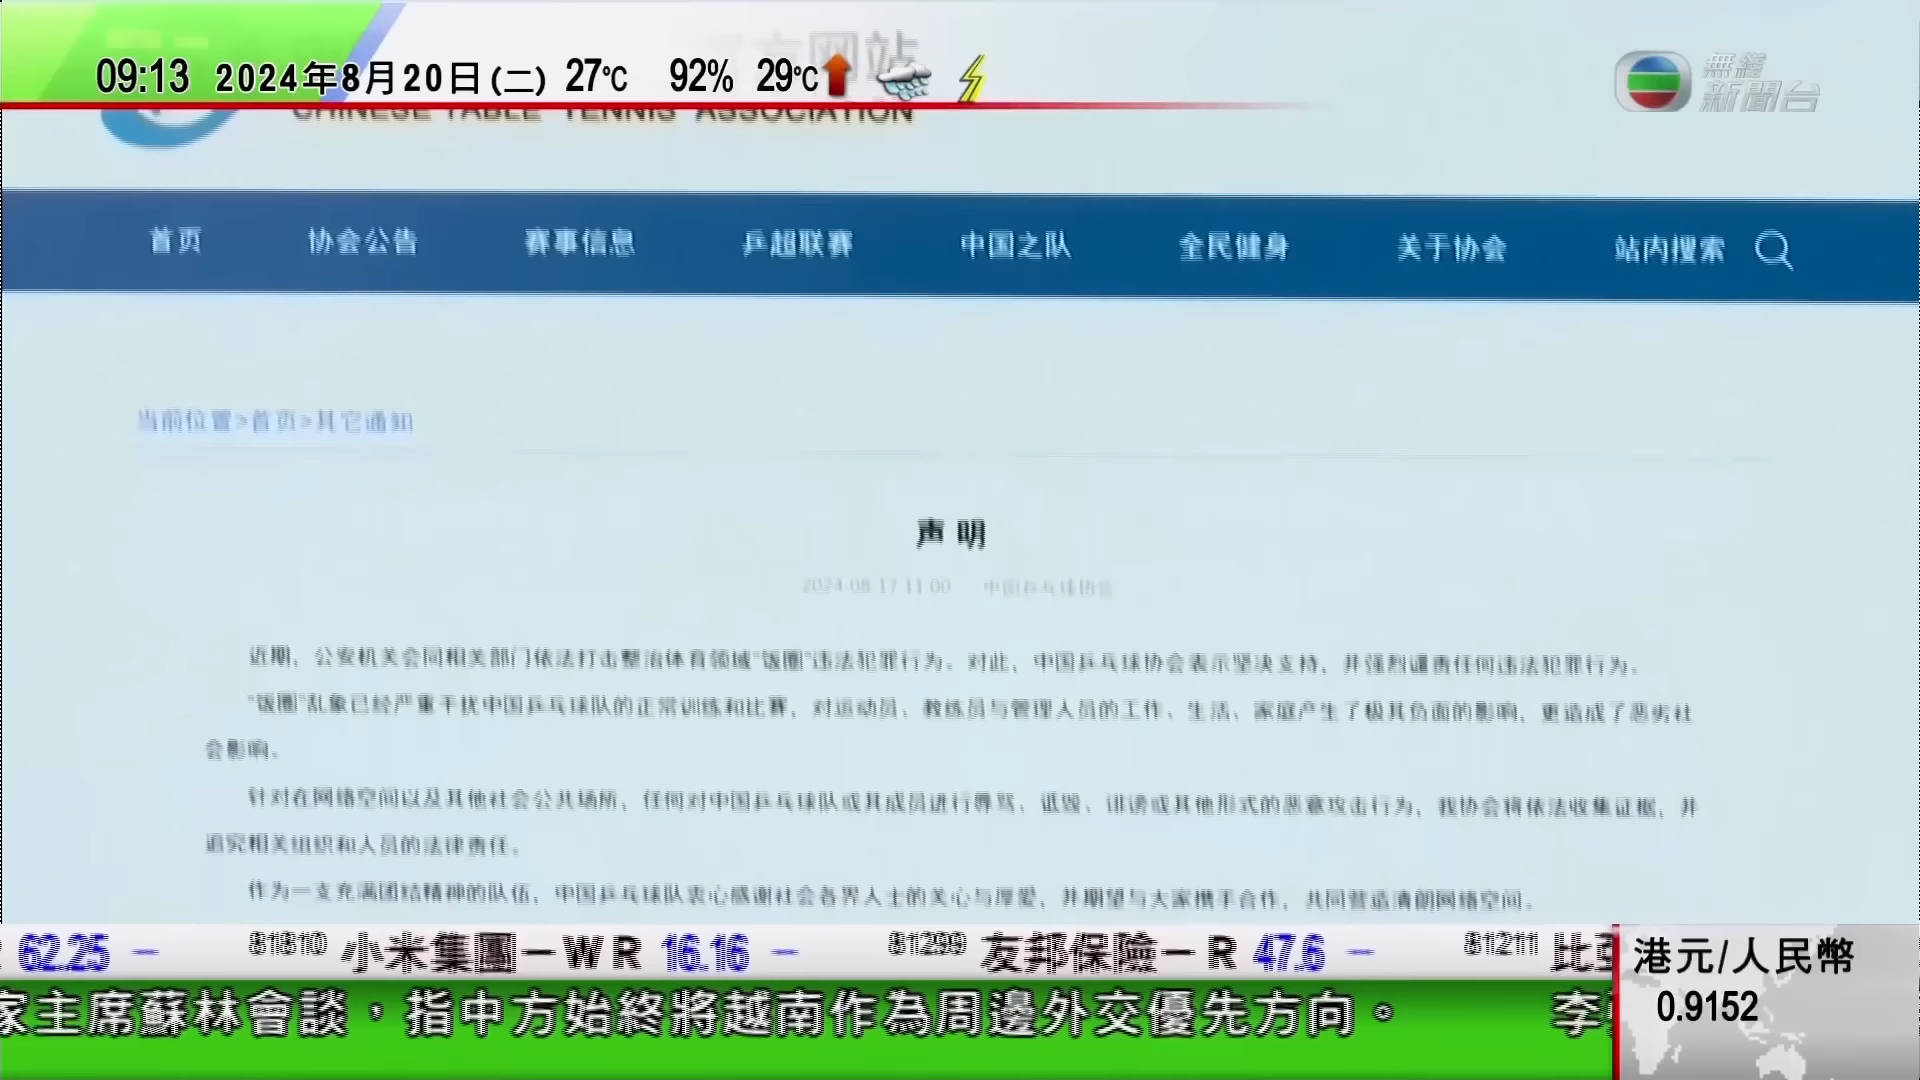 09:13 2024年8月20日(二) 27℃ 92% 29℃
無綫
新聞台
CHINESE TABLE TENNIS ASSOCIATION
首页 协会公告 赛事信息 乒超联赛 中国之队 全民健身 关于协会 站内搜索
当前位置>首页>其它通知
声 明
2024-08-17 11:00 中国乒乓球协会
近期，公安机关会同相关部门依法打击整治体育领域“饭圈”违法犯罪行为。对此，中国乒乓球协会表示坚决支持，并强烈谴责任何违法犯罪行为。
“饭圈”乱象已经严重干扰中国乒乓球队的正常训练和比赛，对运动员、教练员与管理人员的工作、生活、家庭产生了极其负面的影响，更造成了恶劣社
会影响。
针对在网络空间以及其他社会公共场所，任何对中国乒乓球队或其成员进行辱骂、诋毁、诽谤或其他形式的恶意攻击行为，我协会将依法收集证据，并
追究相关组织和人员的法律责任。
作为一支充满团结精神的队伍，中国乒乓球队衷心感谢社会各界人士的关心与厚爱，并期望与大家携手合作，共同营造清朗网络空间。
62.25 － 81810 小米集團－ＷＲ 16.16 － 81299 友邦保險－Ｒ 47.6 － 81211 比亞
家主席蘇林會談，指中方始終將越南作為周邊外交優先方向。 李
港元/人民幣
0.9152